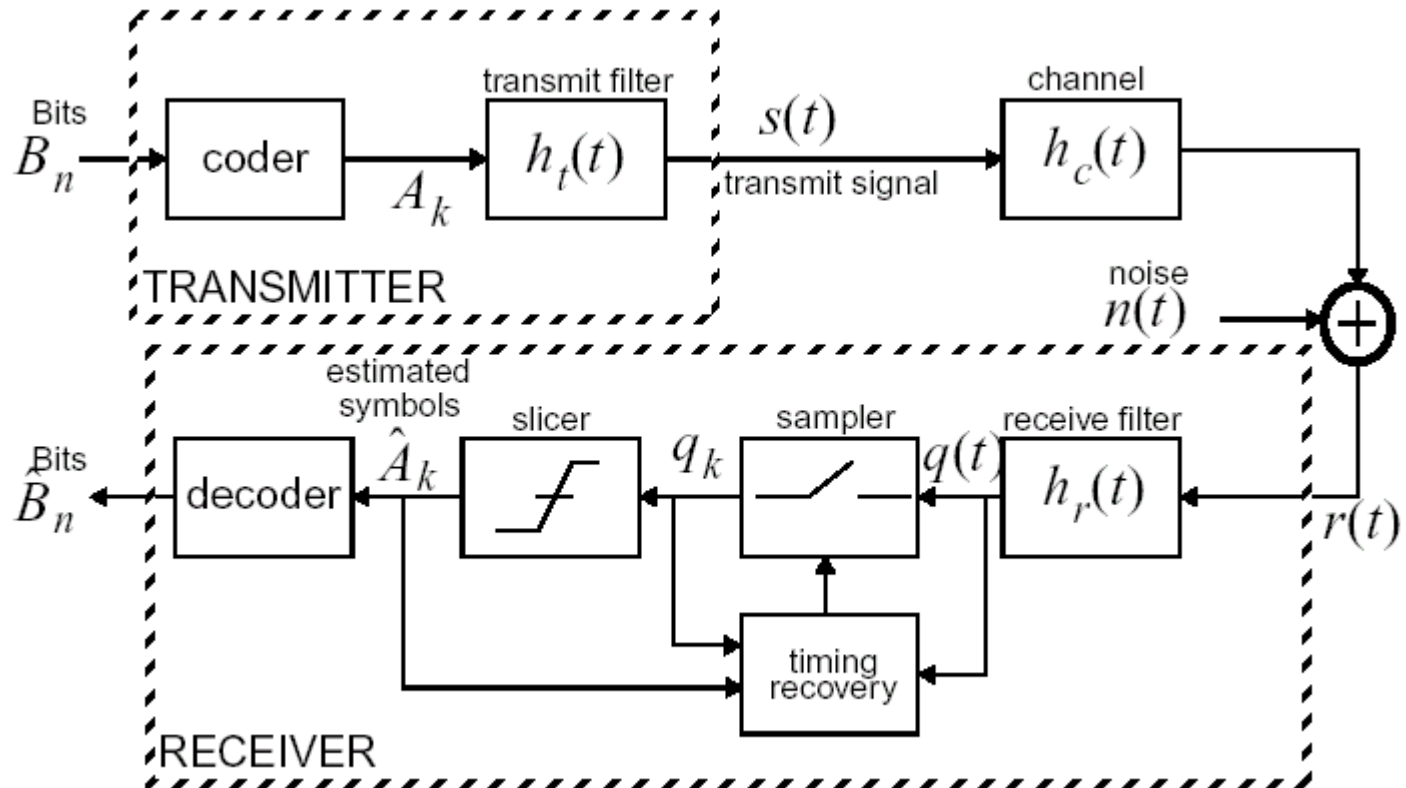 Bits
B_n
coder
A_k
transmit filter
h_t(t)
s(t)
transmit signal
channel
h_c(t)
TRANSMITTER
noise
n(t)
+
r(t)
receive filter
h_r(t)
q(t)
sampler
q_k
slicer
estimated
symbols
Â_k
decoder
Bits
B̂_n
timing
recovery
RECEIVER